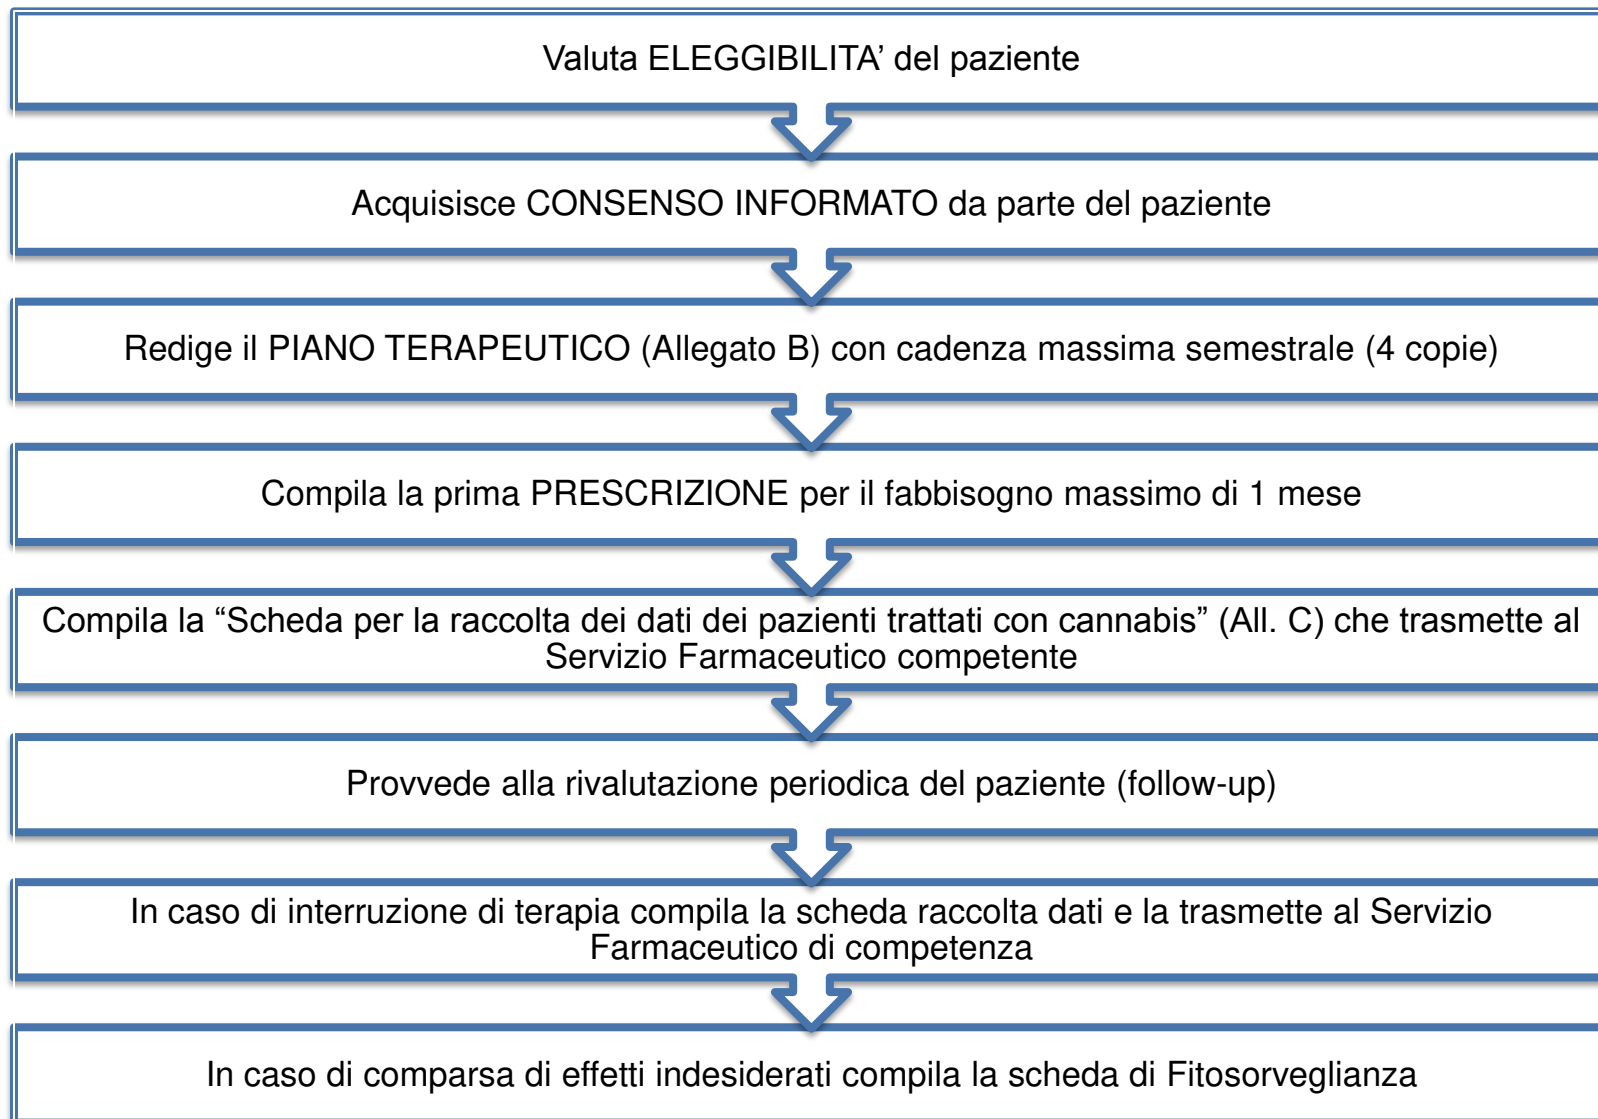 Valuta ELEGGIBILITA’ del paziente
Acquisisce CONSENSO INFORMATO da parte del paziente
Redige il PIANO TERAPEUTICO (Allegato B) con cadenza massima semestrale (4 copie)
Compila la prima PRESCRIZIONE per il fabbisogno massimo di 1 mese
Compila la “Scheda per la raccolta dei dati dei pazienti trattati con cannabis” (All. C) che trasmette al
Servizio Farmaceutico competente
Provvede alla rivalutazione periodica del paziente (follow-up)
In caso di interruzione di terapia compila la scheda raccolta dati e la trasmette al Servizio
Farmaceutico di competenza
In caso di comparsa di effetti indesiderati compila la scheda di Fitosorveglianza